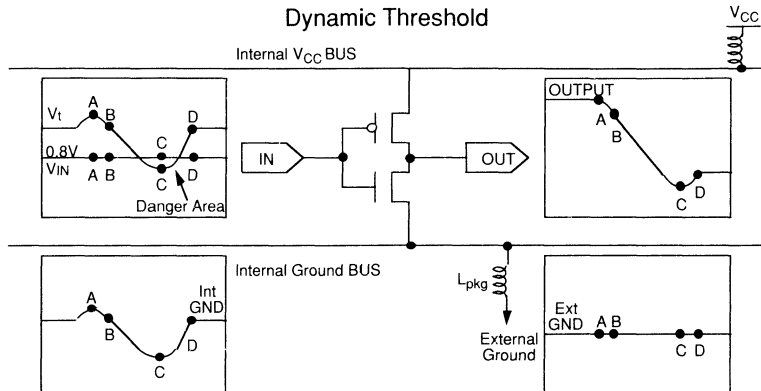 Dynamic Threshold
VCC
Internal VCC BUS
A
B
Vt
D
C
0.8V
VIN
A B
C
D
Danger Area
IN
OUT
OUTPUT
A
B
C
D
Internal Ground BUS
A
B
Int
GND
D
C
Lpkg
External
Ground
Ext
GND
A B
C D